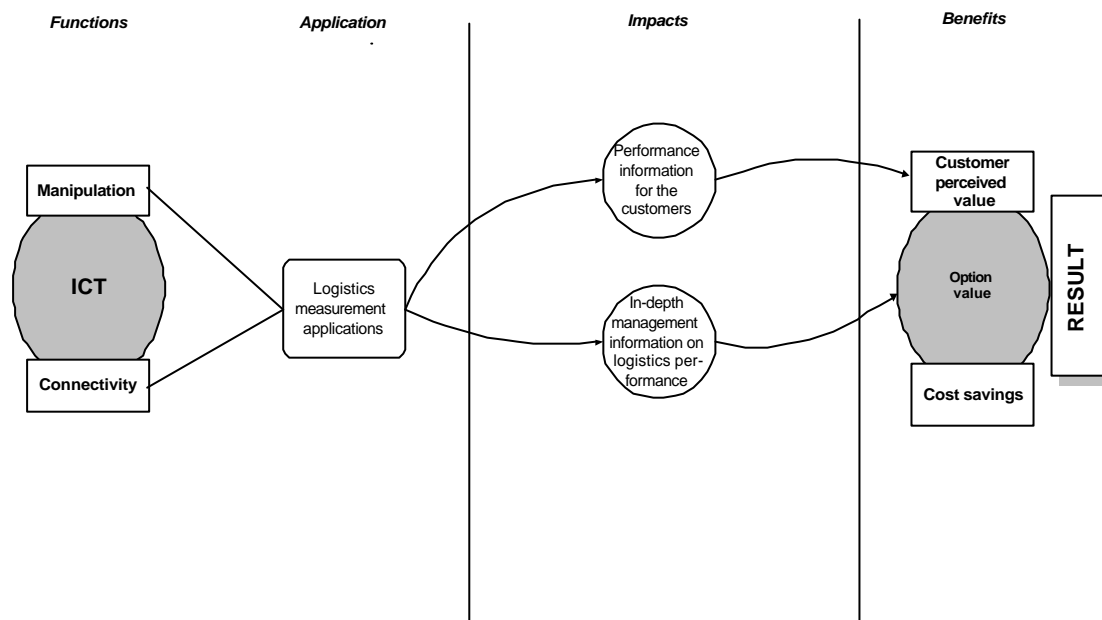 Functions
Application
Impacts
Benefits
Manipulation
ICT
Connectivity
Logistics
measurement
applications
Performance
information
for the
customers
In-depth
management
information on
logistics per-
formance
Customer
perceived
value
Option
value
Cost savings
RESULT